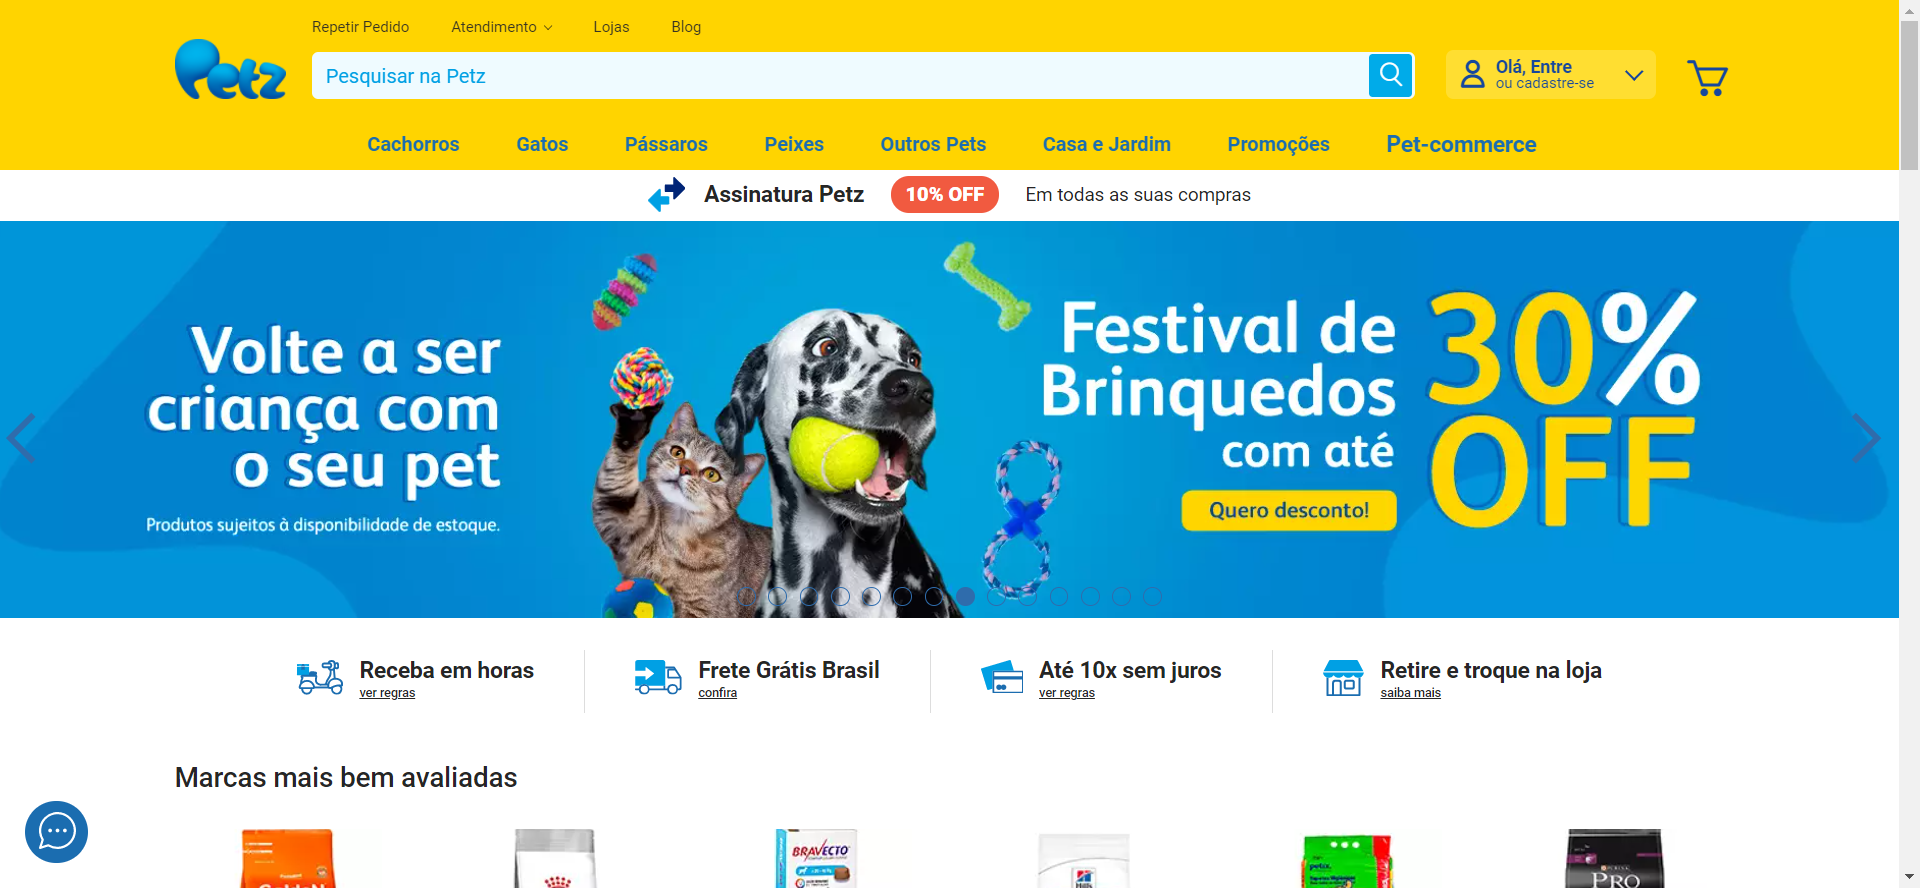 Repetir Pedido
Atendimento
Lojas
Blog
Petz
Pesquisar na Petz
Olá, Entre
ou cadastre-se
Cachorros
Gatos
Pássaros
Peixes
Outros Pets
Casa e Jardim
Promoções
Pet-commerce
Assinatura Petz
10% OFF
Em todas as suas compras
Volte a ser
criança com
o seu pet
Produtos sujeitos à disponibilidade de estoque.
Festival de
Brinquedos
com até
30%
OFF
Quero desconto!
Receba em horas
ver regras
Frete Grátis Brasil
confira
Até 10x sem juros
ver regras
Retire e troque na loja
saiba mais
Marcas mais bem avaliadas
GoldeN
BRAVECTO
Hill's
petix
PURINA
PRO